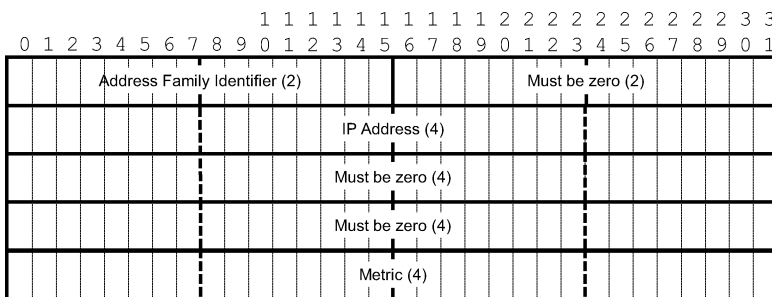 1 1 1 1 1 1 1 1 1 1 2 2 2 2 2 2 2 2 2 2 3 3
0 1 2 3 4 5 6 7 8 9 0 1 2 3 4 5 6 7 8 9 0 1 2 3 4 5 6 7 8 9 0 1
Address Family Identifier (2) Must be zero (2)
IP Address (4)
Must be zero (4)
Must be zero (4)
Metric (4)